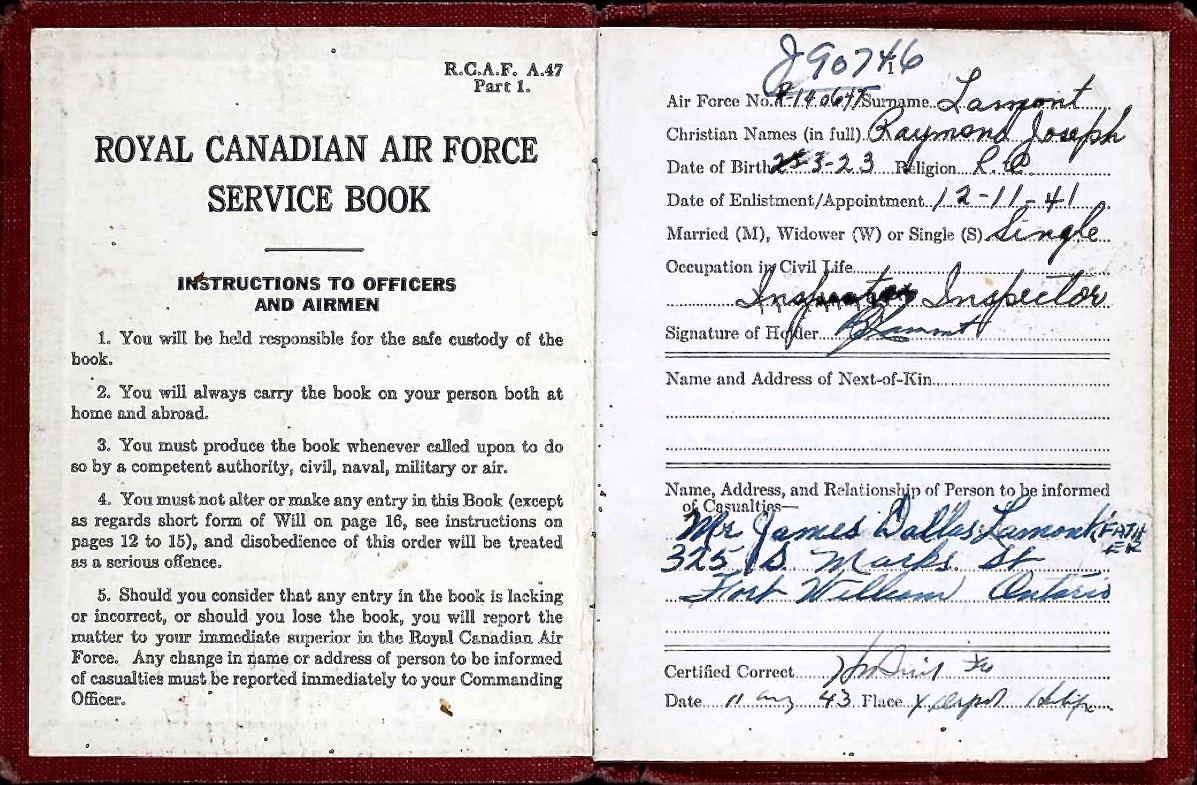 R.C.A.F. A.47
Part 1.
ROYAL CANADIAN AIR FORCE
SERVICE BOOK
INSTRUCTIONS TO OFFICERS
AND AIRMEN
1. You will be held responsible for the safe custody of the
book.
2. You will always carry the book on your person both at
home and abroad.
3. You must produce the book whenever called upon to do
so by a competent authority, civil, naval, military or air.
4. You must not alter or make any entry in this Book (except
as regards short form of Will on page 16, see instructions on
pages 12 to 15), and disobedience of this order will be treated
as a serious offence.
5. Should you consider that any entry in the book is lacking
or incorrect, or should you lose the book, you will report the
matter to your immediate superior in the Royal Canadian Air
Force. Any change in name or address of person to be informed
of casualties must be reported immediately to your Commanding
Officer.
J90746
1
Air Force No. R140647 Surname Lamont
Christian Names (in full) Raymond Joseph
Date of Birth 3-23 Religion R.C.
Date of Enlistment/Appointment 12-11-41
Married (M), Widower (W) or Single (S) Single
Occupation in Civil Life
Inspector
Signature of Holder RJLamont
Name and Address of Next-of-Kin
Name, Address, and Relationship of Person to be informed
of Casualties—
Mr James Dallas Lamont (FATHER
325 S Marks St
Fort William Ontario
Certified Correct
Date 11 Aug 43 Place Y Depot